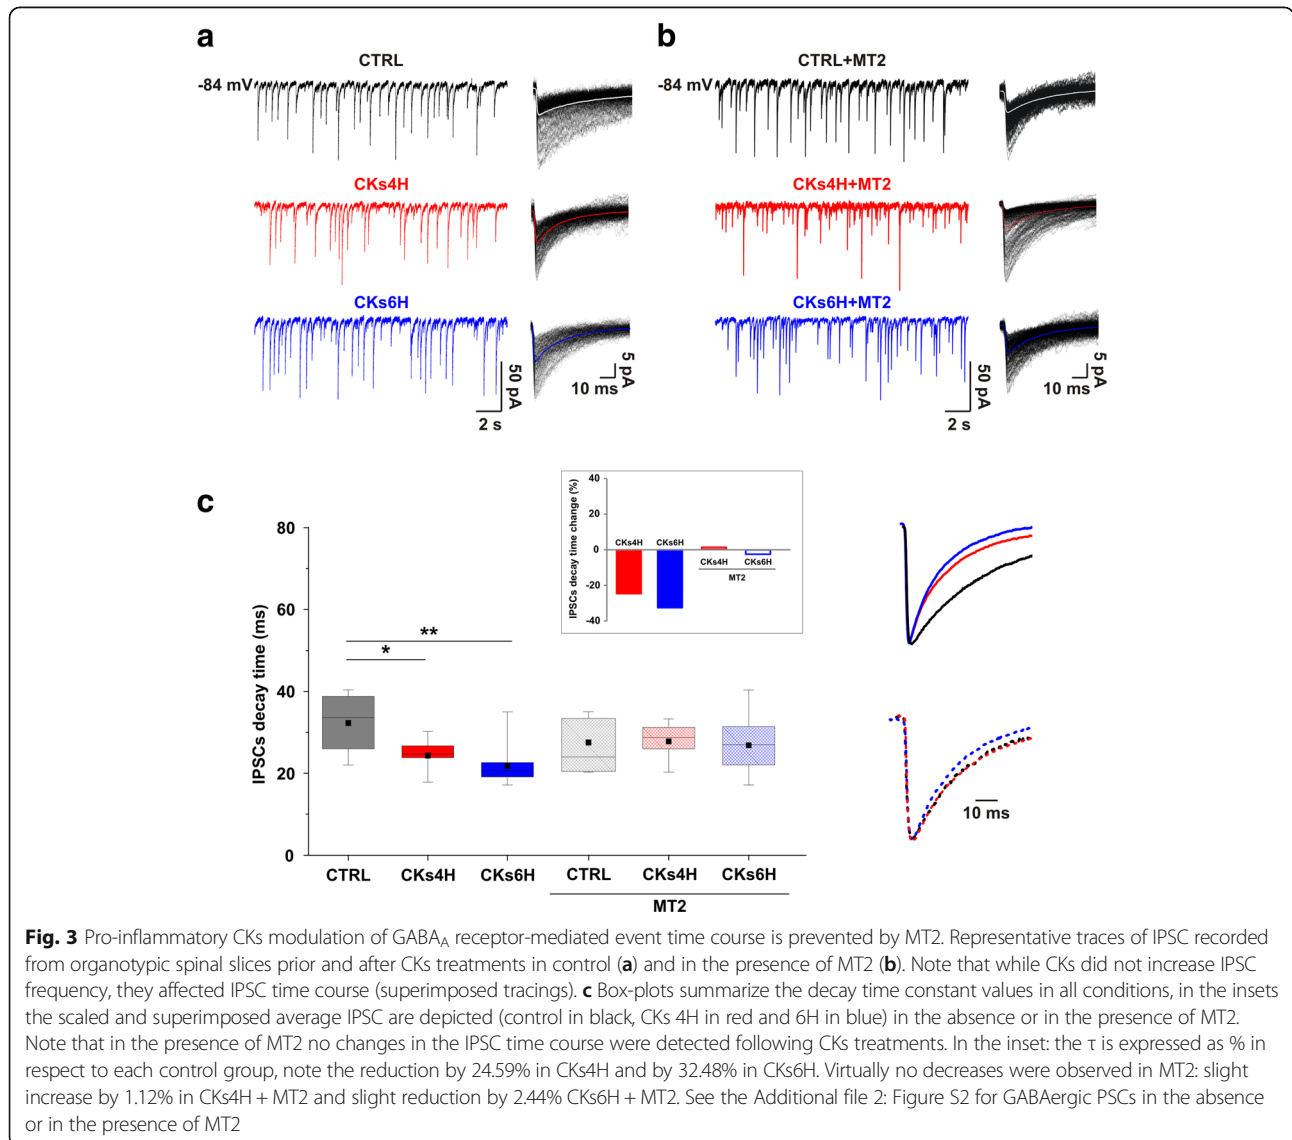 a
b
CTRL
CTRL+MT2
-84 mV
-84 mV
CKs4H
CKs4H+MT2
CKs6H
CKs6H+MT2
50 pA
2 s
5 pA
10 ms
50 pA
2 s
5 pA
10 ms
c
IPSCs decay time (ms)
80
60
40
20
0
**
*
CTRL
CKs4H
CKs6H
CTRL
CKs4H
CKs6H
MT2
IPSCs decay time change (%)
40
20
0
-20
-40
CKs4H
CKs6H
CKs4H
CKs6H
MT2
10 ms
Fig. 3 Pro-inflammatory CKs modulation of GABAA receptor-mediated event time course is prevented by MT2. Representative traces of IPSC recorded
from organotypic spinal slices prior and after CKs treatments in control (a) and in the presence of MT2 (b). Note that while CKs did not increase IPSC
frequency, they affected IPSC time course (superimposed tracings). c Box-plots summarize the decay time constant values in all conditions, in the insets
the scaled and superimposed average IPSC are depicted (control in black, CKs 4H in red and 6H in blue) in the absence or in the presence of MT2.
Note that in the presence of MT2 no changes in the IPSC time course were detected following CKs treatments. In the inset: the τ is expressed as % in
respect to each control group, note the reduction by 24.59% in CKs4H and by 32.48% in CKs6H. Virtually no decreases were observed in MT2: slight
increase by 1.12% in CKs4H + MT2 and slight reduction by 2.44% CKs6H + MT2. See the Additional file 2: Figure S2 for GABAergic PSCs in the absence
or in the presence of MT2